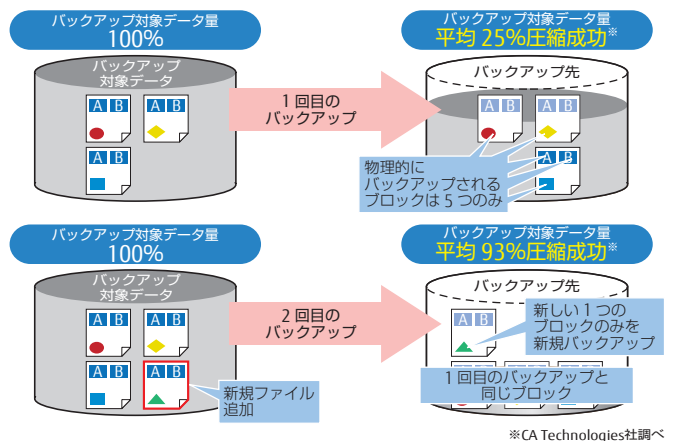 バックアップ対象データ量
100%
バックアップ対象データ量
平均 25%圧縮成功※
バックアップ
対象データ
A B
A B
A B
1回目の
バックアップ
バックアップ先
A B
A B
A B
物理的に
バックアップされる
ブロックは5つのみ
バックアップ対象データ量
100%
バックアップ対象データ量
平均 93%圧縮成功※
バックアップ
対象データ
A B
A B
A B
A B
新規ファイル
追加
2回目の
バックアップ
バックアップ先
A B
新しい1つの
ブロックのみを
新規バックアップ
1回目のバックアップと
同じブロック
※CA Technologies社調べ